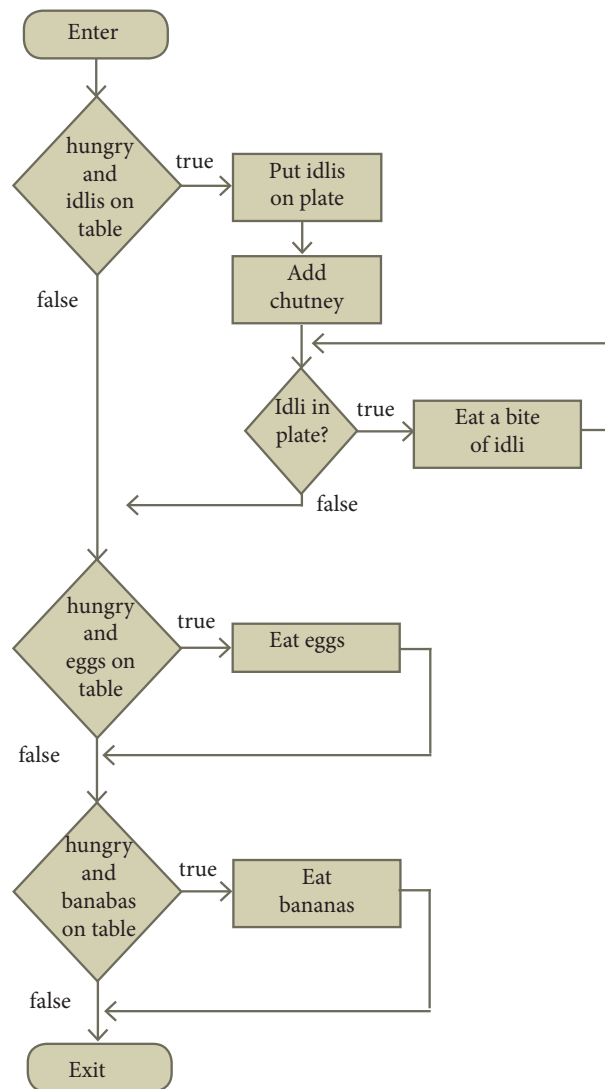 Enter
hungry
and
idlis on
table
true
Put idlis
on plate
Add
chutney
false
Idli in
plate?
true
Eat a bite
of idli
false
hungry
and
eggs on
table
true
Eat eggs
false
hungry
and
banabas
on table
true
Eat
bananas
false
Exit